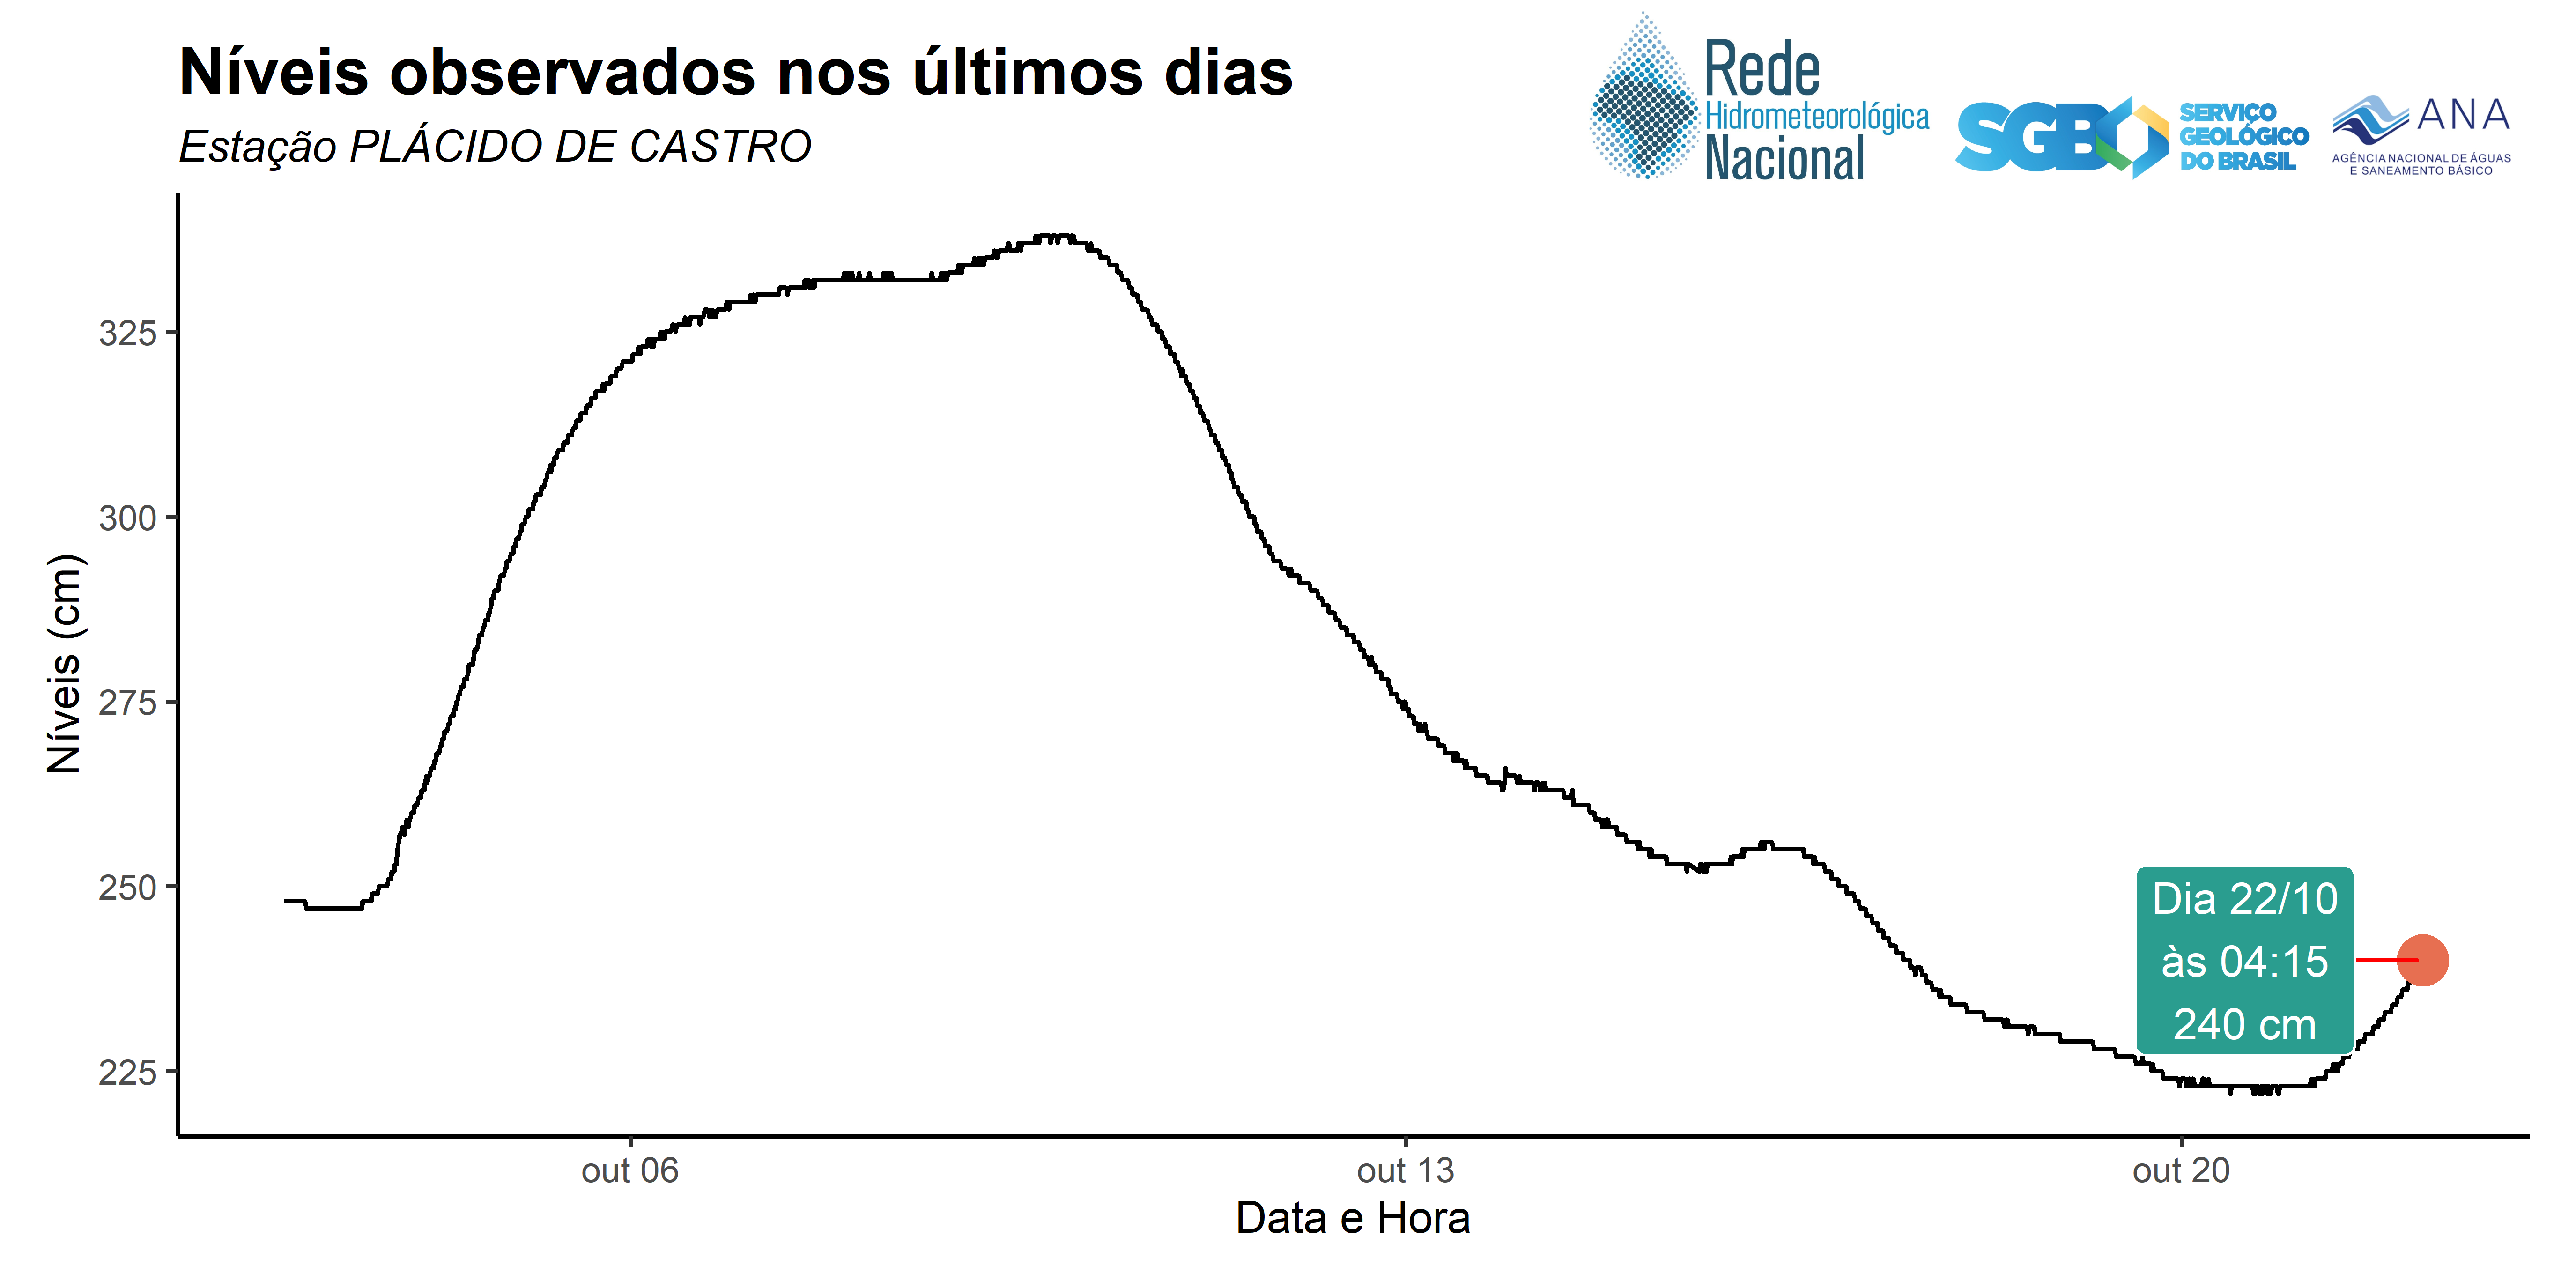 Níveis observados nos últimos dias
Estação PLÁCIDO DE CASTRO
Rede
Hidrometeorológica
Nacional
SGB
SERVIÇO
GEOLÓGICO
DO BRASIL
ANA
AGÊNCIA NACIONAL DE ÁGUAS
E SANEAMENTO BÁSICO
Níveis (cm)
325
300
275
250
225
Dia 22/10
às 04:15
240 cm
out 06
out 13
out 20
Data e Hora